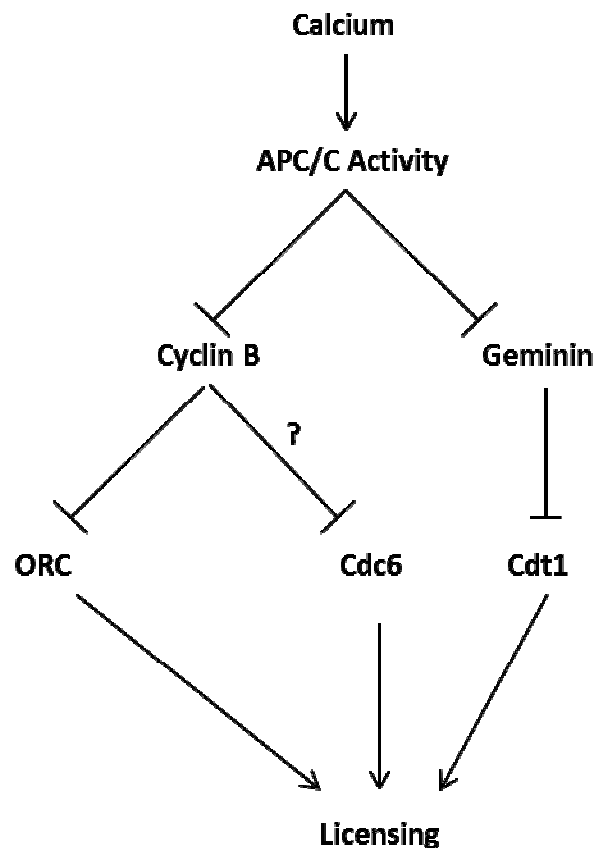 Calcium
APC/C Activity
Cyclin B
Geminin
?
ORC
Cdc6
Cdt1
Licensing